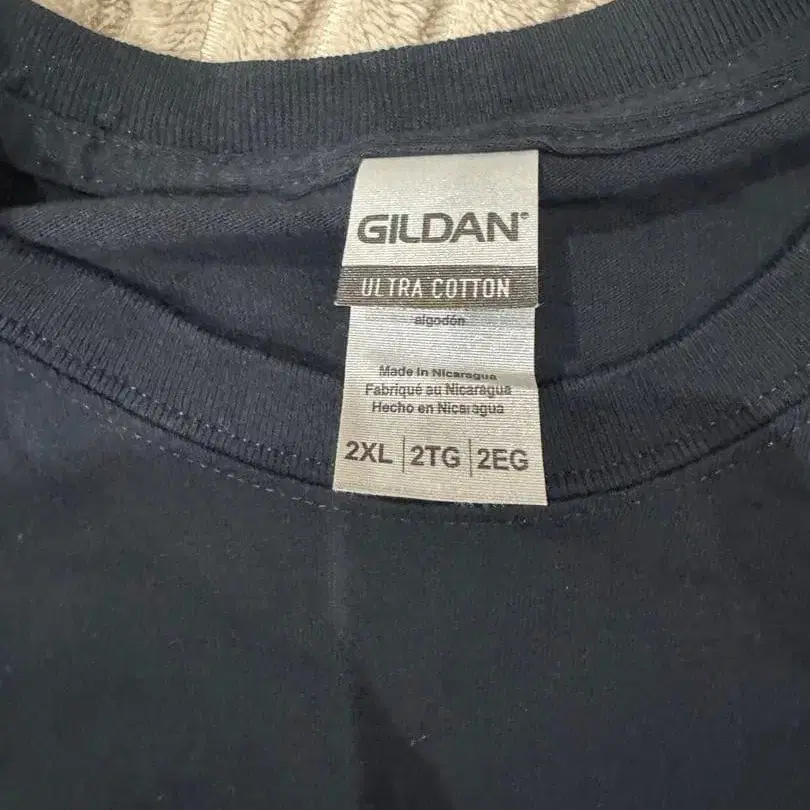 GILDAN®
ULTRA COTTON
algodón
Made in Nicaragua
Fabriqué au Nicaragua
Hecho en Nicaragua
2XL | 2TG | 2EG